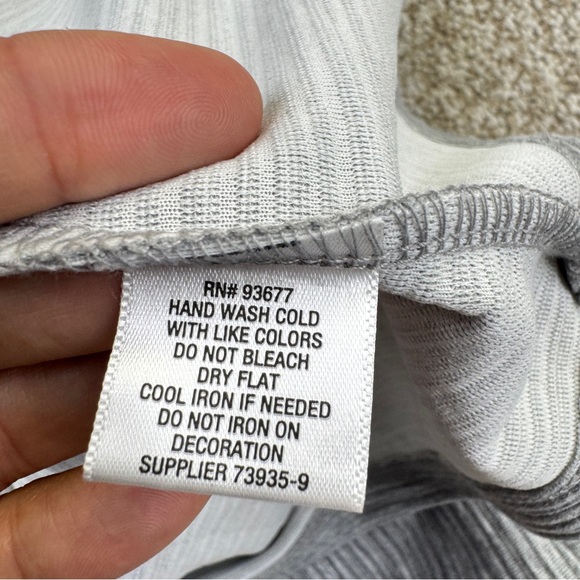 RN# 93677
HAND WASH COLD
WITH LIKE COLORS
DO NOT BLEACH
DRY FLAT
COOL IRON IF NEEDED
DO NOT IRON ON
DECORATION
SUPPLIER 73935-9